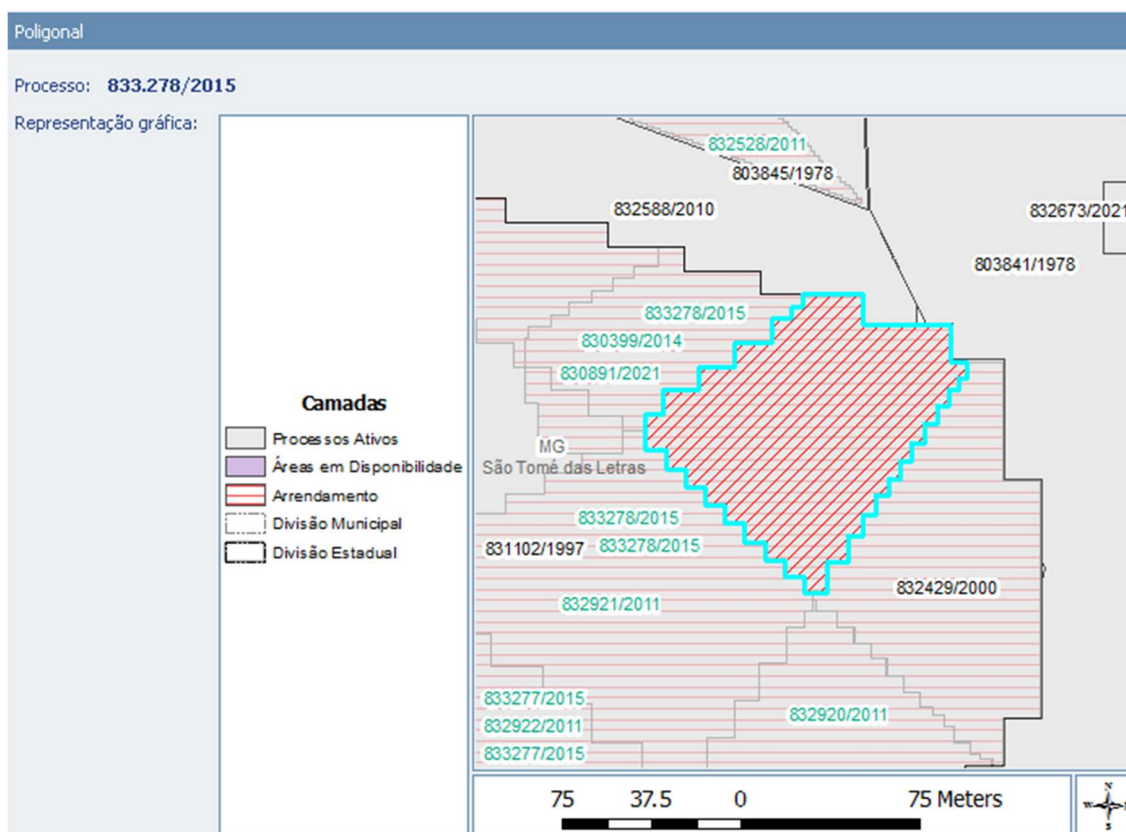 Poligonal
Processo: 833.278/2015
Representação gráfica:
Camadas
Processos Ativos
Áreas em Disponibilidade
Arrendamento
Divisão Municipal
Divisão Estadual
832528/2011
803845/1978
832588/2010
832673/2021
803841/1978
833278/2015
830399/2014
830891/2021
MG
São Tomé das Letras
833278/2015
831102/1997
833278/2015
832429/2000
832921/2011
833277/2015
832920/2011
832922/2011
833277/2015
75 37.5 0 75 Meters
N
W
S